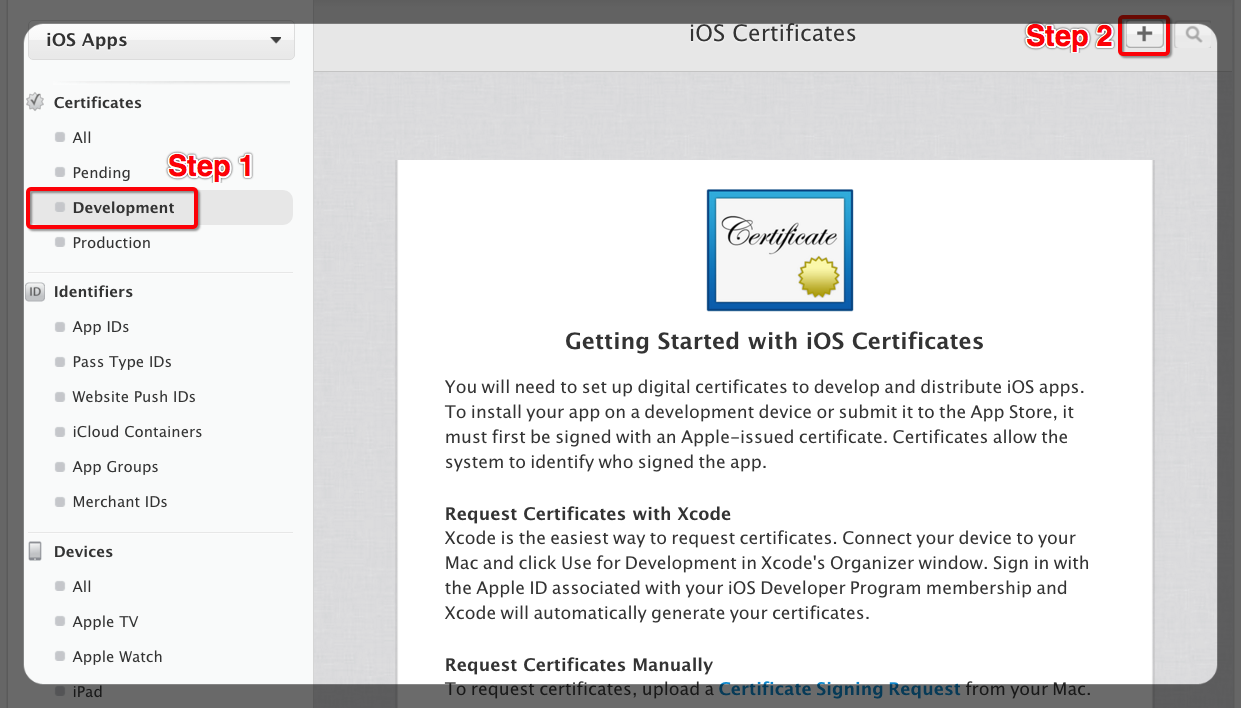 iOS Apps
iOS Certificates
Step 2
+
Certificates
All
Pending
Step 1
Development
Production
ID
Identifiers
App IDs
Pass Type IDs
Website Push IDs
iCloud Containers
App Groups
Merchant IDs
Devices
All
Apple TV
Apple Watch
iPad
Certificate
Getting Started with iOS Certificates
You will need to set up digital certificates to develop and distribute iOS apps.
To install your app on a development device or submit it to the App Store, it
must first be signed with an Apple-issued certificate. Certificates allow the
system to identify who signed the app.
Request Certificates with Xcode
Xcode is the easiest way to request certificates. Connect your device to your
Mac and click Use for Development in Xcode's Organizer window. Sign in with
the Apple ID associated with your iOS Developer Program membership and
Xcode will automatically generate your certificates.
Request Certificates Manually
To request certificates, upload a Certificate Signing Request from your Mac.